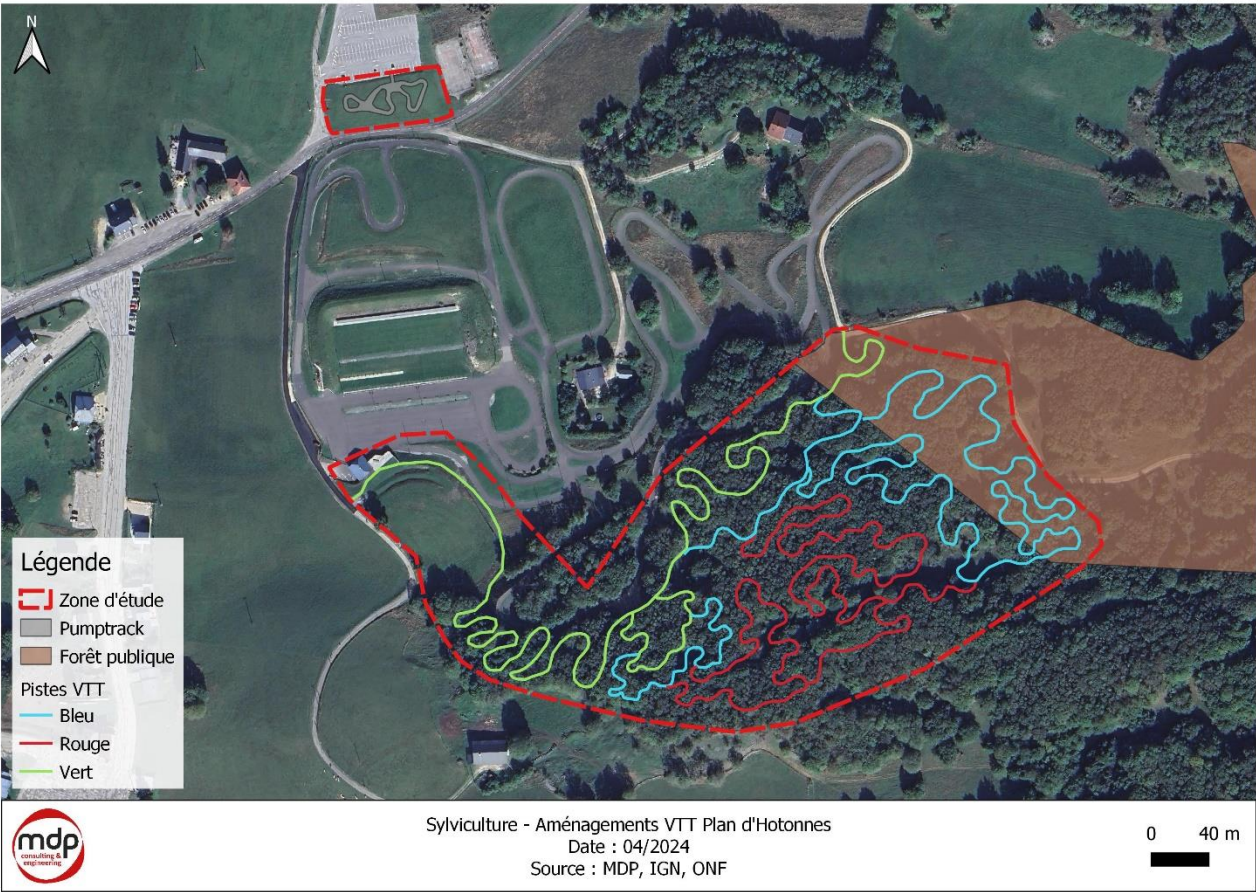 N
Légende
Zone d'étude
Pumptrack
Forêt publique
Pistes VTT
Bleu
Rouge
Vert
mdp
consulting &
engineering
Sylviculture - Aménagements VTT Plan d'Hotonnes
Date : 04/2024
Source : MDP, IGN, ONF
0 40 m